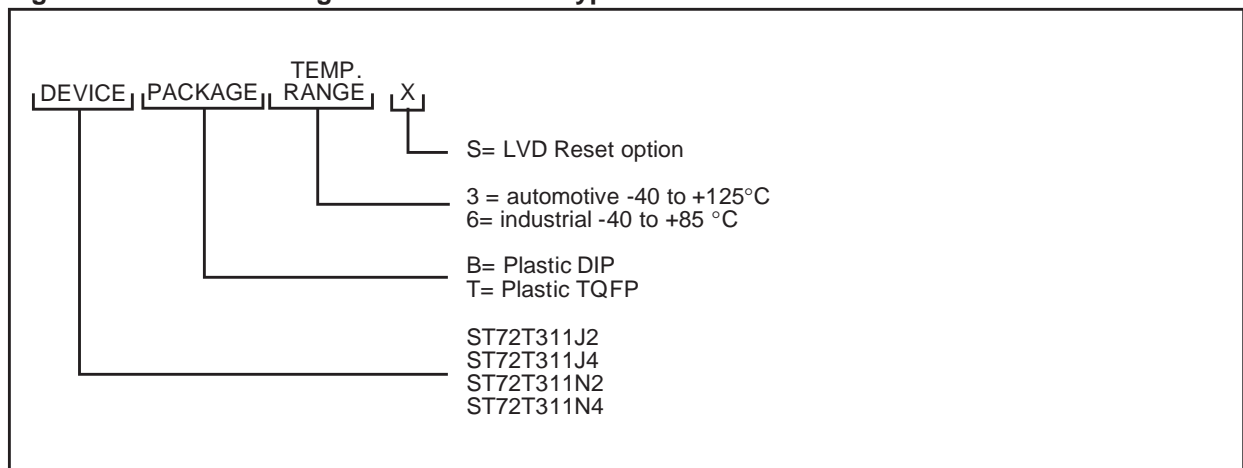 TEMP.
DEVICE PACKAGE RANGE X
S= LVD Reset option
3 = automotive -40 to +125°C
6= industrial -40 to +85 °C
B= Plastic DIP
T= Plastic TQFP
ST72T311J2
ST72T311J4
ST72T311N2
ST72T311N4